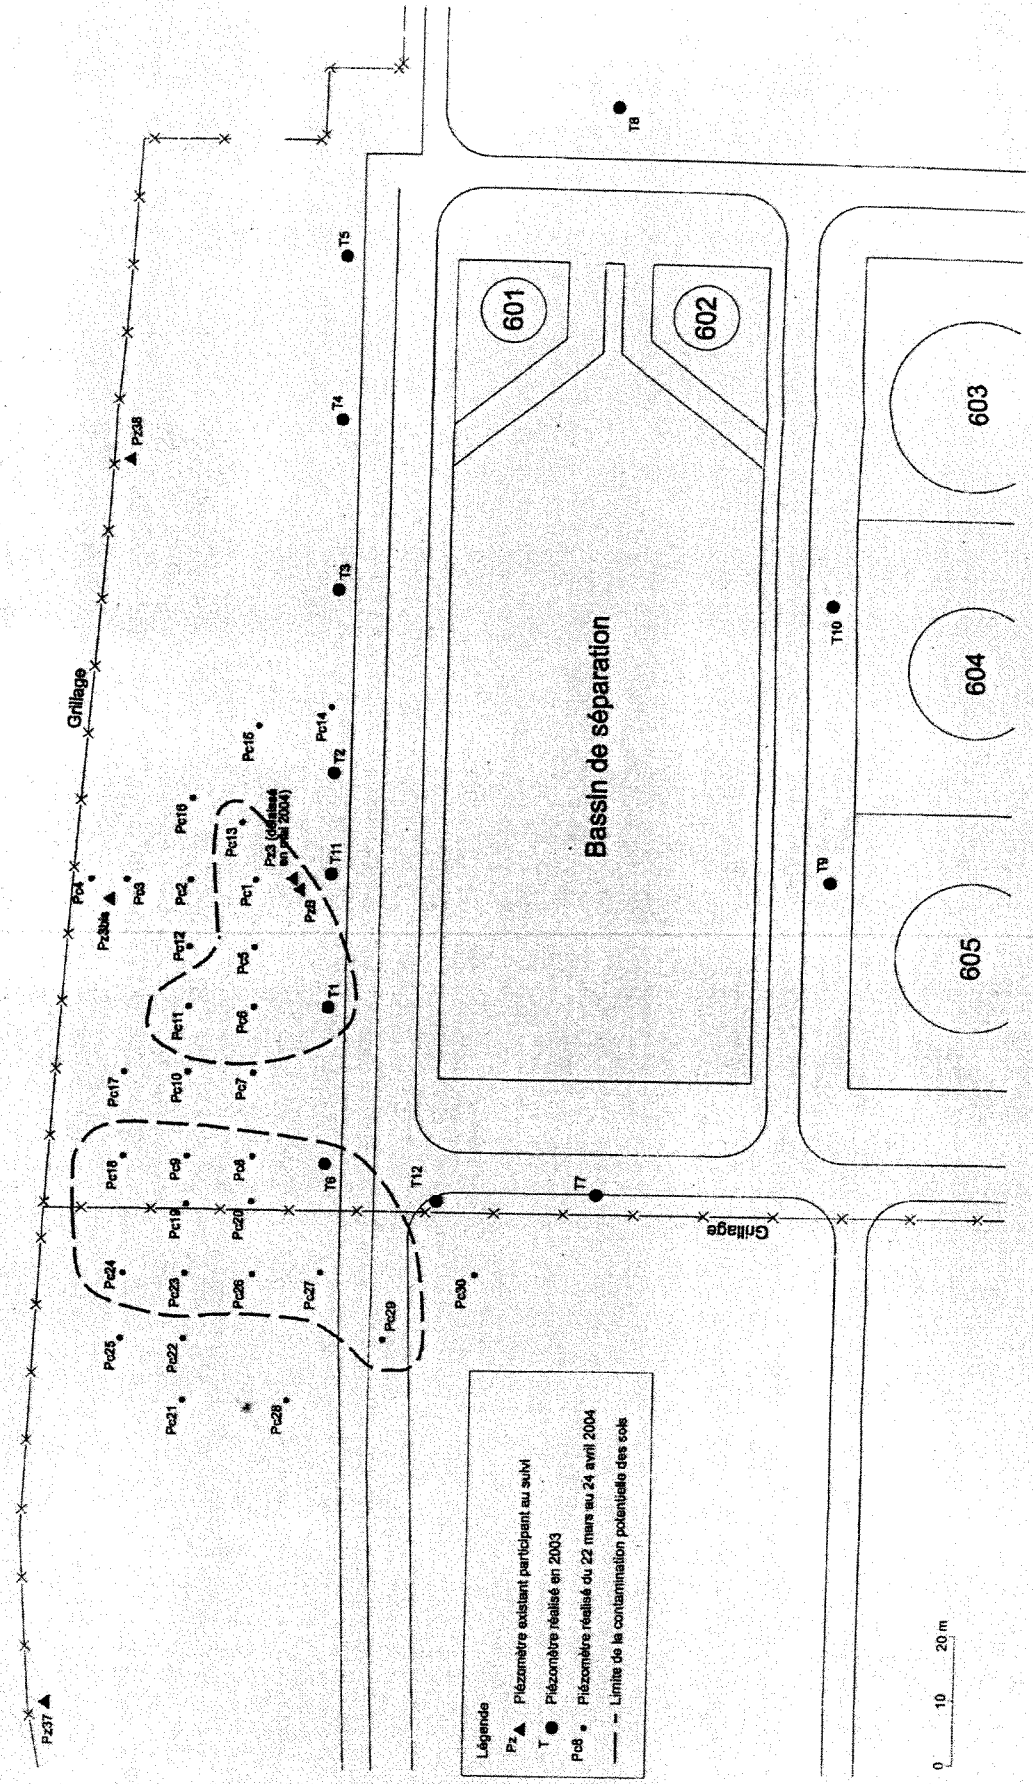 Grillage
Pz37
Pc25
Pc24
Pc18
Pc17
Pz3bis
Pc4
Pc3
Pz38
Pc21
Pc22
Pc23
Pc19
Pc9
Pc10
Pc11
Pc12
Pc2
Pc16
Pc28
Pc26
Pc20
Pc8
Pc7
Pc6
Pc5
Pc1
Pc13
Pc15
Pz3 (délaissé
en mai 2004)
Pz6
Pc27
T6
T1
T11
T2
Pc14
T3
T4
T5
Pc29
T12
Pc30
T7
Grillage
T8
601
602
Bassin de séparation
T9
T10
605
604
603
Légende
Pz Piézomètre existant participant au suivi
T Piézomètre réalisé en 2003
Pc8 Piézomètre réalisé du 22 mars au 24 avril 2004
Limite de la contamination potentielle des sols
0 10 20 m